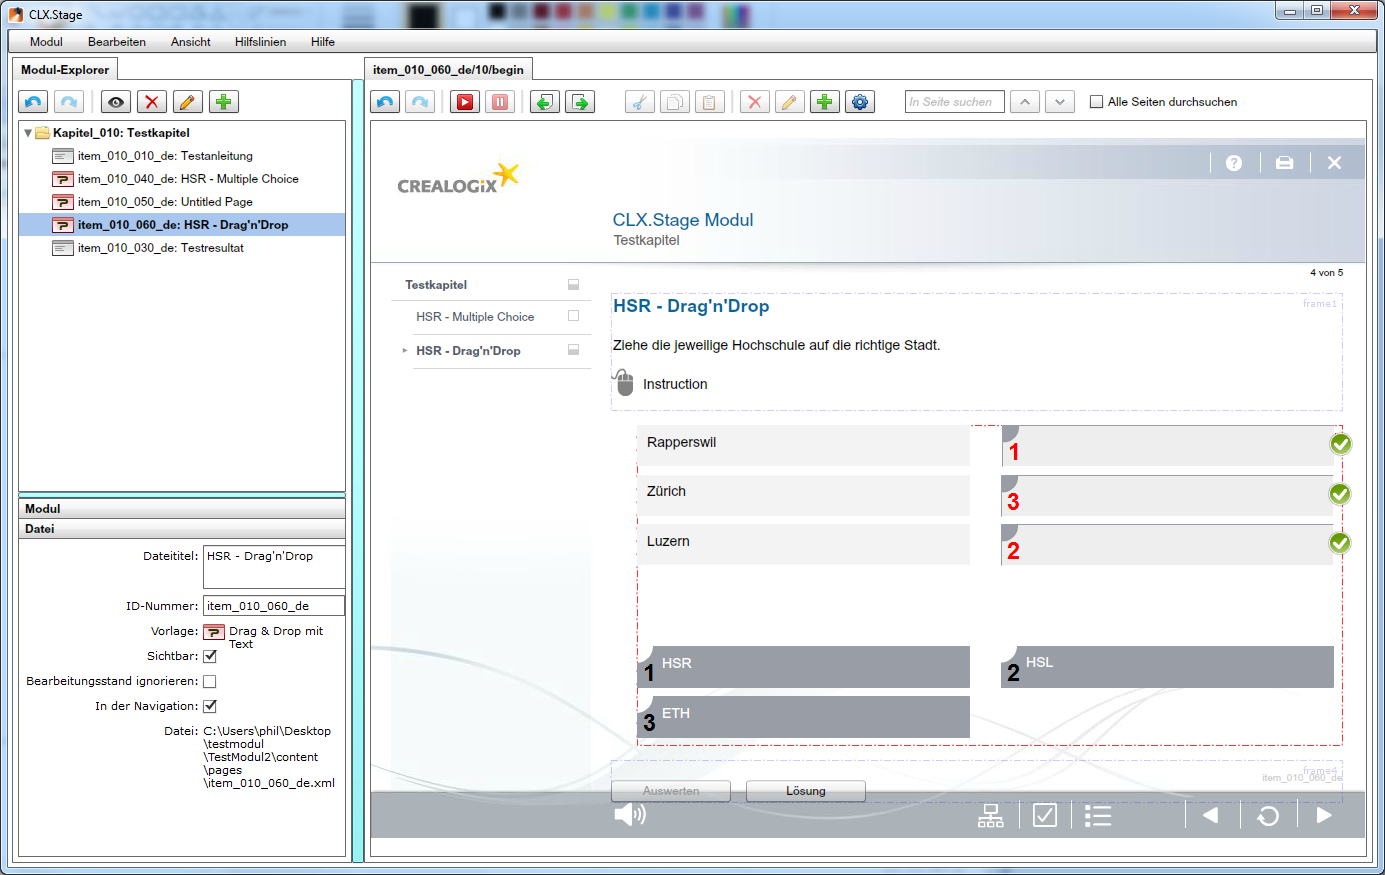 CLX.Stage
Modul Bearbeiten Ansicht Hilfslinien Hilfe
Modul-Explorer
item_010_060_de/10/begin
In Seite suchen
Alle Seiten durchsuchen
Kapitel_010: Testkapitel
item_010_010_de: Testanleitung
item_010_040_de: HSR - Multiple Choice
item_010_050_de: Untitled Page
item_010_060_de: HSR - Drag'n'Drop
item_010_030_de: Testresultat
Modul
Datei
Dateititel: HSR - Drag'n'Drop
ID-Nummer: item_010_060_de
Vorlage: Drag & Drop mit
Text
Sichtbar:
Bearbeitungsstand ignorieren:
In der Navigation:
Datei: C:\Users\phil\Desktop
\testmodul
\TestModul2\content
\pages
\item_010_060_de.xml
CREALOGIX
CLX.Stage Modul
Testkapitel
4 von 5
Testkapitel
HSR - Multiple Choice
HSR - Drag'n'Drop
HSR - Drag'n'Drop
frame1
Ziehe die jeweilige Hochschule auf die richtige Stadt.
Instruction
Rapperswil
1
Zürich
3
Luzern
2
1 HSR
2 HSL
3 ETH
frame4
item_010_060_de
Auswerten
Lösung